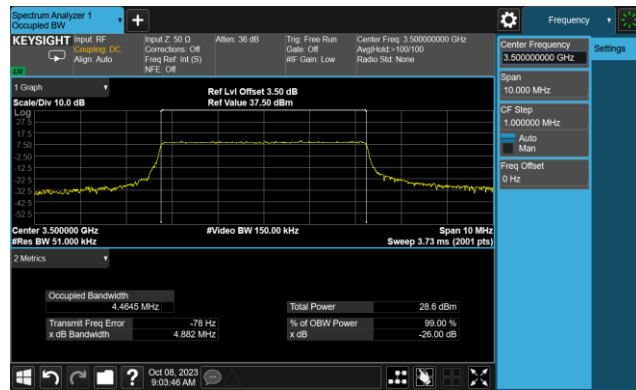 Spectrum Analyzer 1
Occupied BW
Frequency
KEYSIGHT
Input: RF
Coupling: DC
Align: Auto
Input Z: 50 Ω
Corrections: Off
Freq Ref: Int (S)
NFE: Off
Atten: 36 dB
Trig: Free Run
Gate: Off
#IF Gain: Low
Center Freq: 3.500000000 GHz
Avg|Hold:>100/100
Radio Std: None
Center Frequency
3.500000000 GHz
Settings
Span
10.000 MHz
CF Step
1.000000 MHz
Auto
Man
Freq Offset
0 Hz
1 Graph
Scale/Div 10.0 dB
Ref Lvl Offset 3.50 dB
Ref Value 37.50 dBm
Log
27.5
17.5
7.50
-2.50
-12.5
-22.5
-32.5
-42.5
-52.5
Center 3.50000 GHz
#Res BW 51.000 kHz
#Video BW 150.00 kHz
Span 10 MHz
Sweep 3.73 ms (2001 pts)
2 Metrics
Occupied Bandwidth
4.4645 MHz
Total Power 28.6 dBm
Transmit Freq Error -78 Hz
% of OBW Power 99.00 %
x dB Bandwidth 4.882 MHz
x dB -26.00 dB
?
Oct 08, 2023
9:03:46 AM